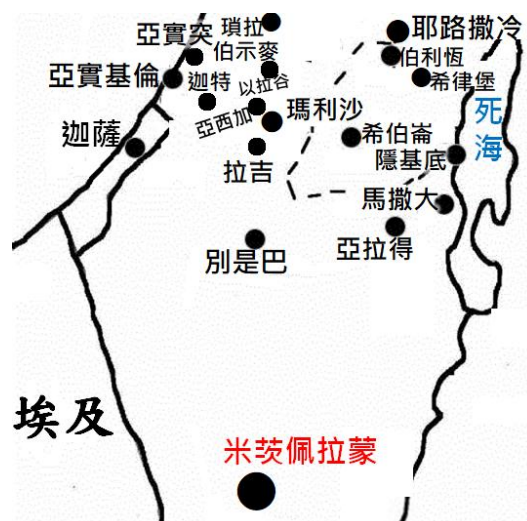 瑣拉
耶路撒冷
亞實突
伯示麥
伯利恆
亞實基倫
迦特
以拉谷
希律堡
死海
亞西加
瑪利沙
迦薩
希伯崙
隱基底
拉吉
馬撒大
別是巴
亞拉得
埃及
米茨佩拉蒙